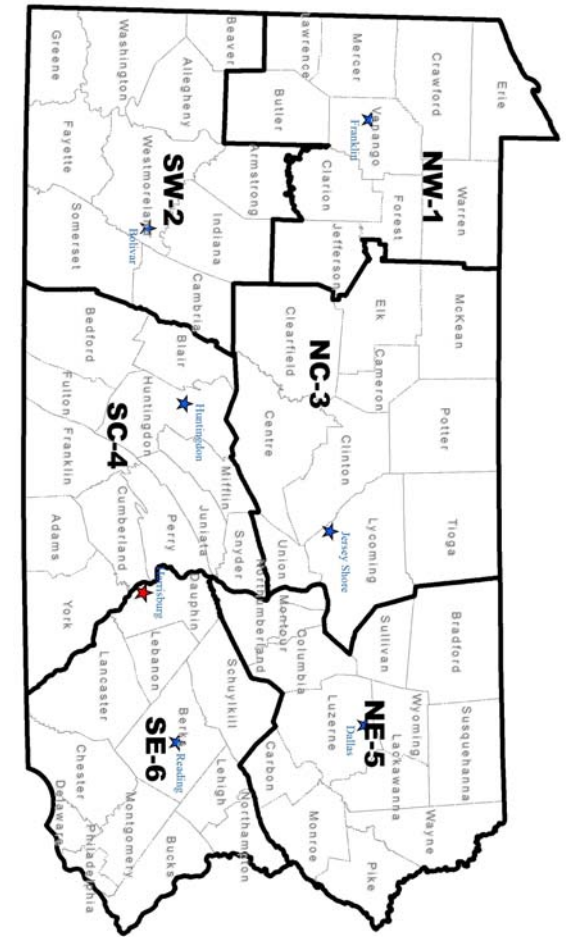 Erie
Crawford
Mercer
Lawrence
Venango
Franklin
Butler
Clarion
Forest
Warren
Jefferson
NW-1
Beaver
Allegheny
Washington
Greene
Fayette
Westmoreland
Armstrong
Indiana
Somerset
Cambria
Bolivar
SW-2
McKean
Potter
Tioga
Elk
Cameron
Clinton
Lycoming
Clearfield
Centre
Union
Jersey Shore
NC-3
Blair
Bedford
Huntingdon
Huntingdon
Fulton
Franklin
Mifflin
Juniata
Snyder
Perry
Cumberland
Adams
York
SC-4
Bradford
Susquehanna
Sullivan
Wyoming
Lackawanna
Wayne
Pike
Monroe
Luzerne
Dallas
Columbia
Montour
Northumberland
Carbon
NE-5
Harrisburg
Dauphin
Lebanon
Lancaster
Schuylkill
Berks
Reading
Lehigh
Northampton
Bucks
Montgomery
Chester
Delaware
Philadelphia
SE-6